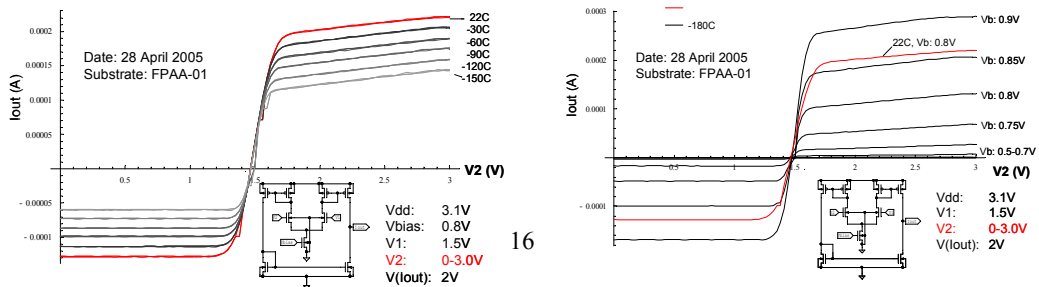 0.0002
0.00015
0.0001
0.00005
- 0.00005
- 0.0001
Iout (A)
Date: 28 April 2005
Substrate: FPAA-01
22C
-30C
-60C
-90C
-120C
-150C
0.5
1
1.5
2
2.5
3
V2 (V)
Vdd: 3.1V
Vbias: 0.8V
V1: 1.5V
V2: 0-3.0V
V(Iout): 2V
16
0.0003
0.0002
0.0001
- 0.0001
Iout (A)
-180C
Date: 28 April 2005
Substrate: FPAA-01
22C, Vb: 0.8V
Vb: 0.9V
Vb: 0.85V
Vb: 0.8V
Vb: 0.75V
Vb: 0.5-0.7V
0.5
1
1.5
2
2.5
3
V2 (V)
Vdd: 3.1V
V1: 1.5V
V2: 0-3.0V
V(Iout): 2V